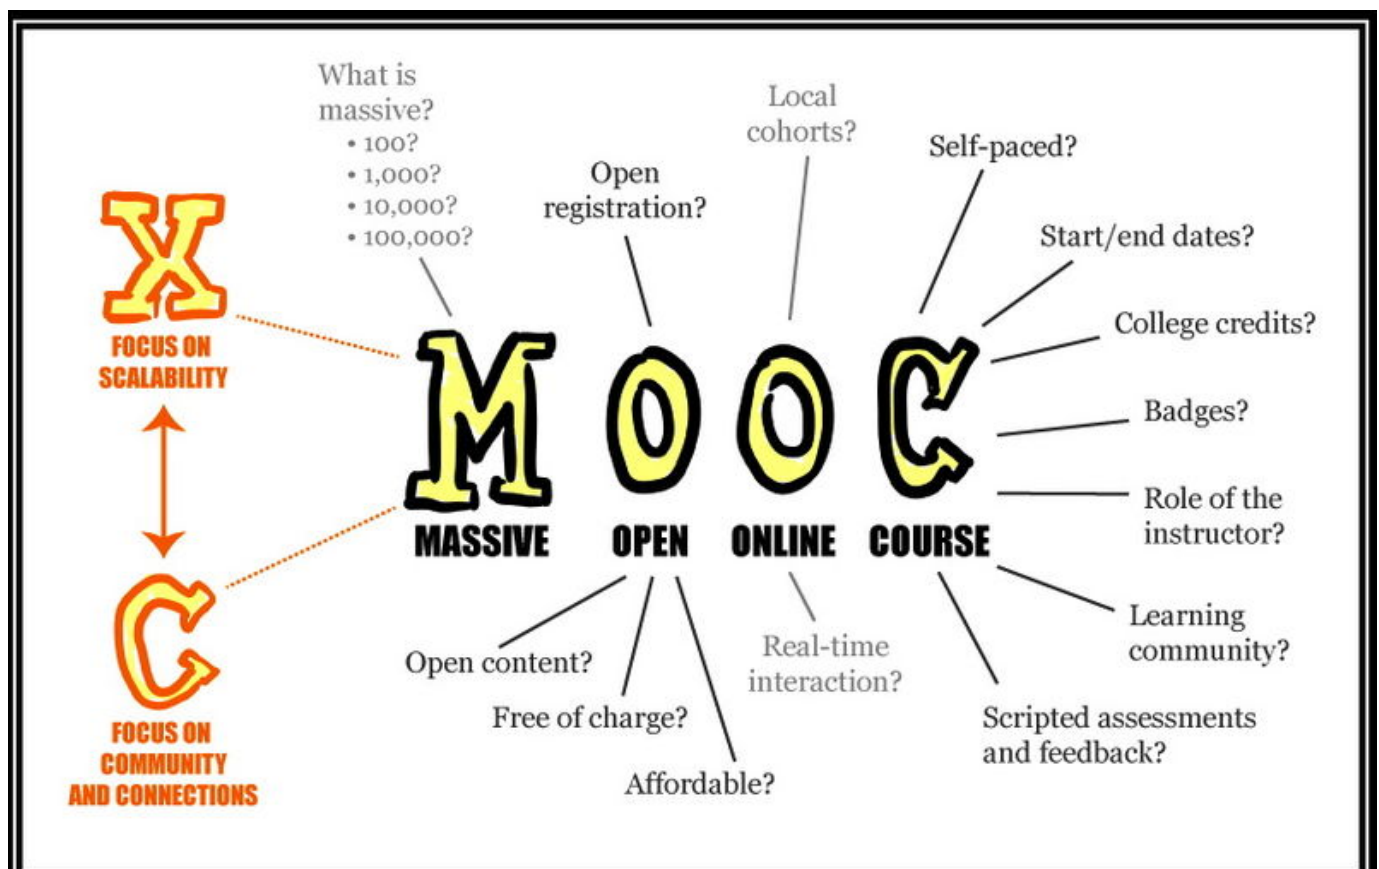 What is
massive?
• 100?
• 1,000?
• 10,000?
• 100,000?
Open
registration?
Local
cohorts?
Self-paced?
Start/end dates?
College credits?
Badges?
Role of the
instructor?
Learning
community?
Scripted assessments
and feedback?
X
FOCUS ON
SCALABILITY
C
FOCUS ON
COMMUNITY
AND CONNECTIONS
MOOC
MASSIVE OPEN ONLINE COURSE
Open content?
Free of charge?
Affordable?
Real-time
interaction?